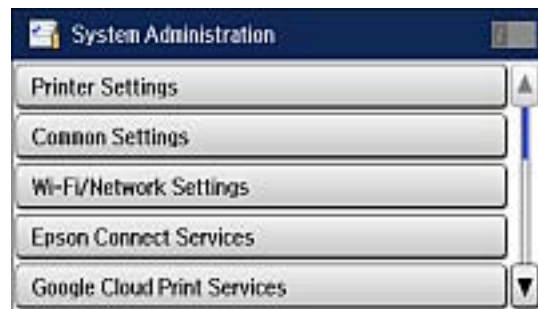 System Administration
Printer Settings
Common Settings
Wi-Fi/Network Settings
Epson Connect Services
Google Cloud Print Services